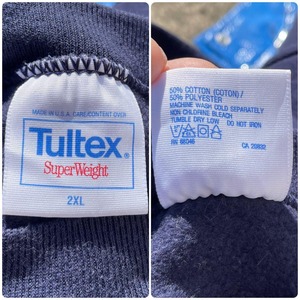 MADE IN U.S.A. CARE/CONTENT OVER
Tultex
SuperWeight
2XL
50% COTTON (COTON)/
50% POLYESTER
MACHINE WASH COLD SEPARATELY
NON CHLORINE BLEACH
TUMBLE DRY LOW DO NOT IRON
RN 66046
CA 20832